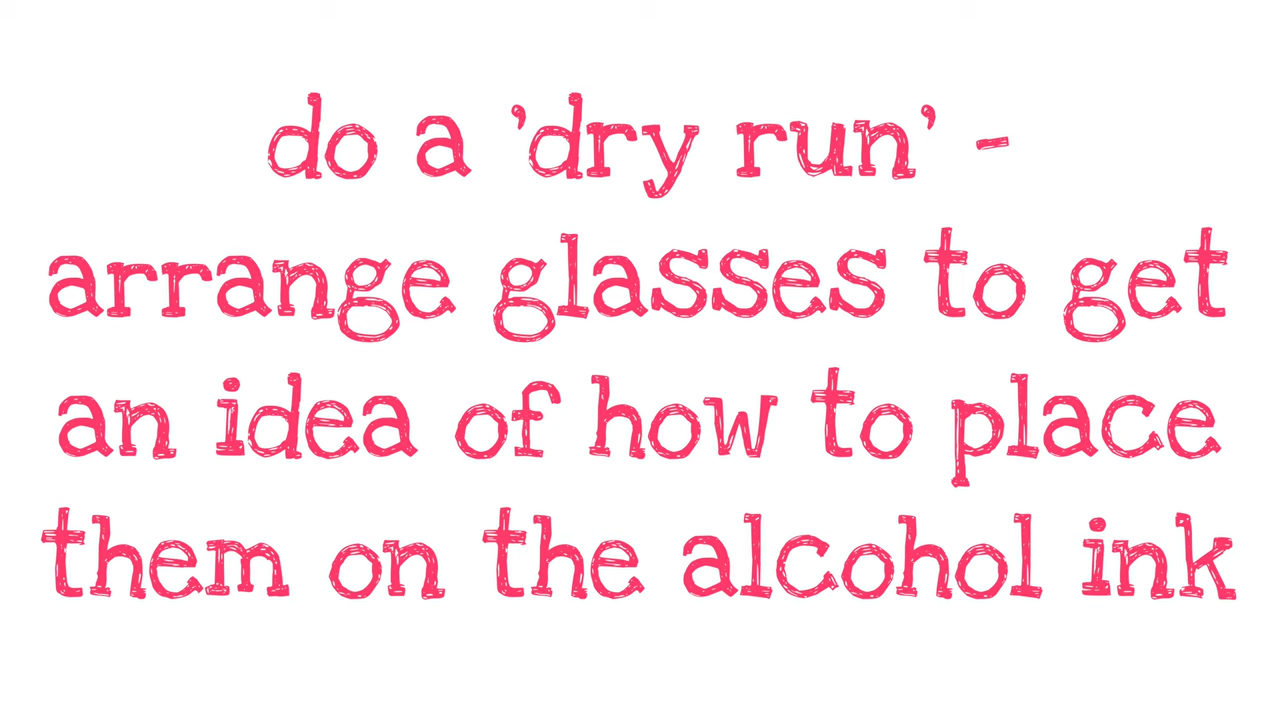 do a 'dry run' -
arrange glasses to get
an idea of how to place
them on the alcohol ink